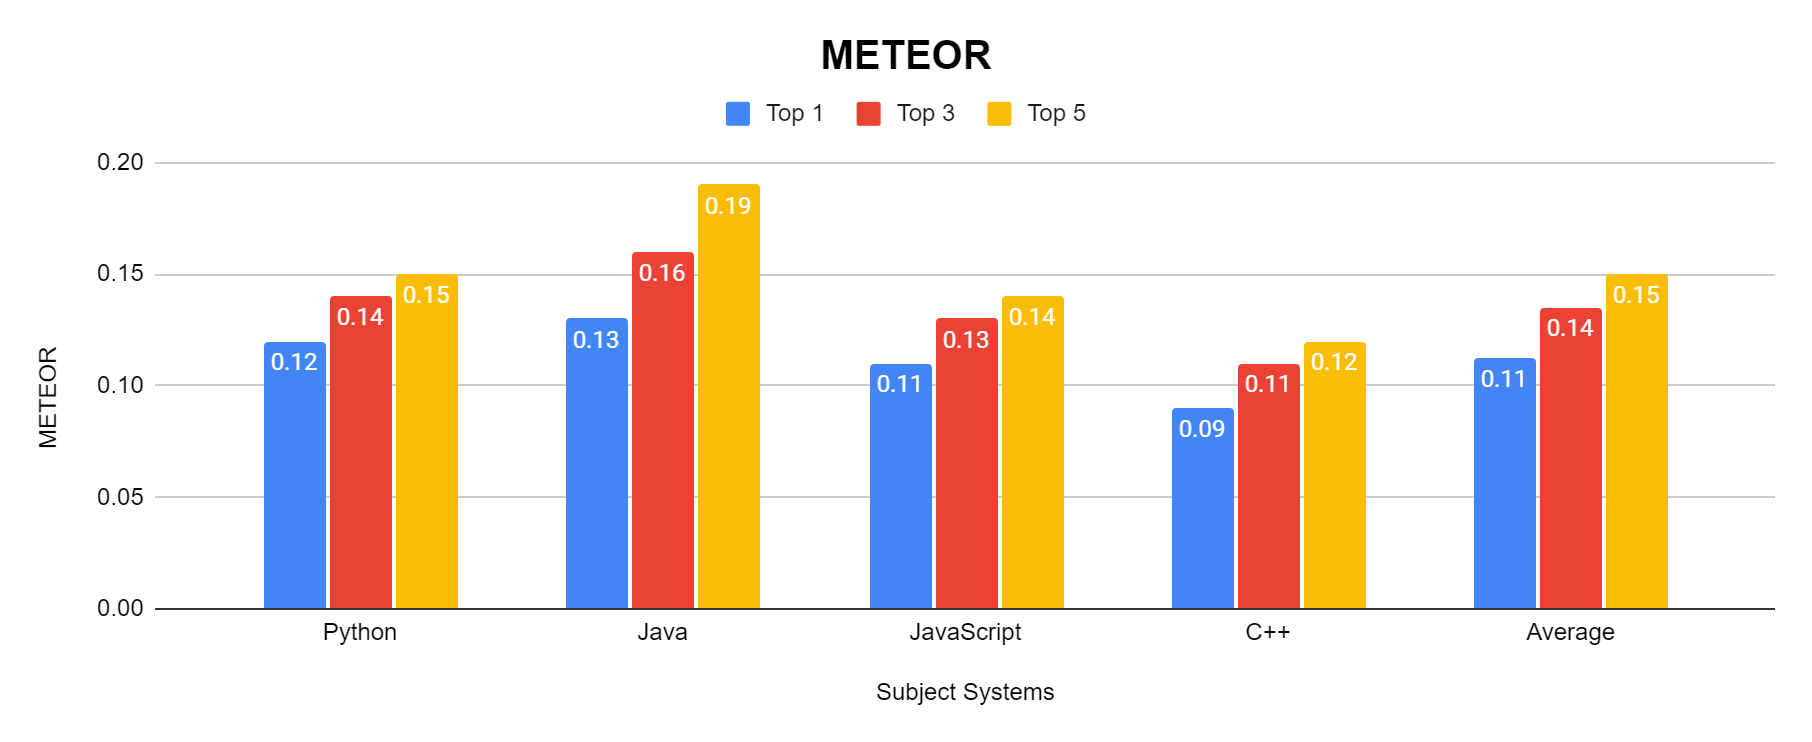 METEOR
Top 1 Top 3 Top 5
0.20
0.15
0.10
0.05
0.00
METEOR
0.12 0.14 0.15
0.13 0.16 0.19
0.11 0.13 0.14
0.09 0.11 0.12
0.11 0.14 0.15
Python Java JavaScript C++ Average
Subject Systems